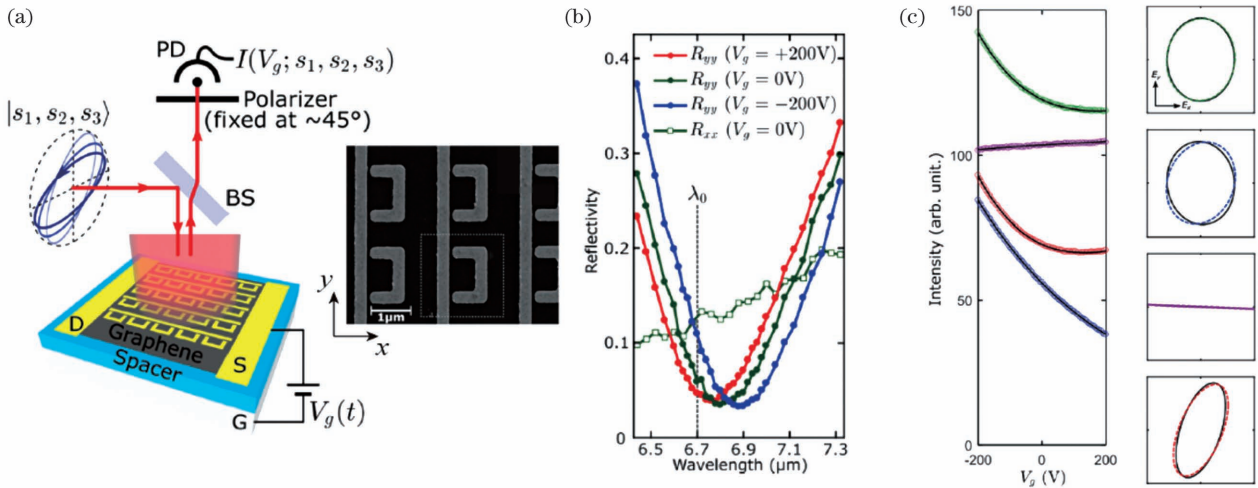 (a)
PD
I(V_g; s_1, s_2, s_3)
Polarizer
(fixed at ~45°)
|s_1, s_2, s_3⟩
BS
D
Graphene
S
Spacer
G
V_g(t)
y
x
1μm
(b)
R_yy (V_g = +200V)
R_yy (V_g = 0V)
R_yy (V_g = −200V)
R_xx (V_g = 0V)
λ_0
Reflectivity
0.4
0.3
0.2
0.1
0
6.5 6.7 6.9 7.1 7.3
Wavelength (μm)
(c)
Intensity (arb. unit.)
150
100
50
0
-200 0 200
V_g (V)